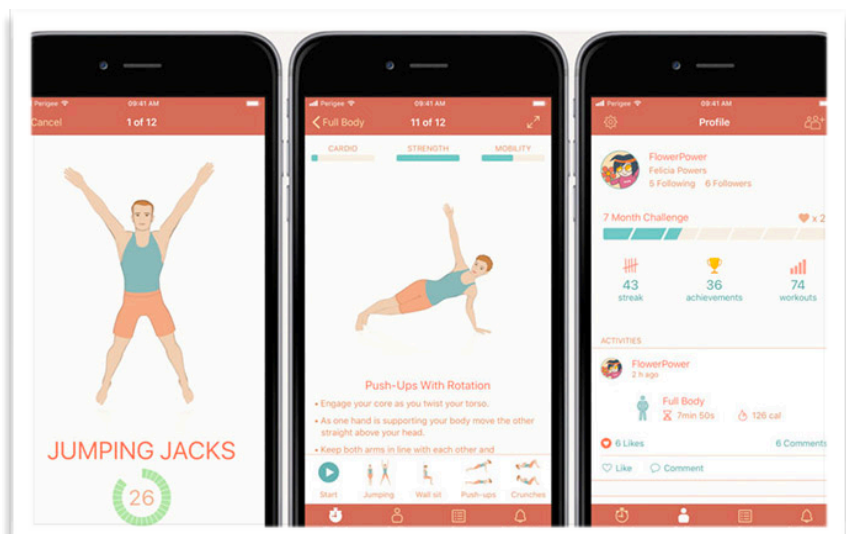 Perigee 09:41 AM
Cancel 1 of 12
JUMPING JACKS
26
Perigee 09:41 AM
Full Body 11 of 12
CARDIO STRENGTH MOBILITY
Push-Ups With Rotation
• Engage your core as you twist your torso.
• As one hand is supporting your body move the other
straight above your head.
• Keep both arms in line with each other and
Start Jumping Wall sit Push-ups Crunches
Perigee 09:41 AM
Profile
FlowerPower
Felicia Powers
5 Following 6 Followers
7 Month Challenge x 2
43 36 74
streak achievements workouts
ACTIVITIES
FlowerPower
2 h ago
Full Body
7min 50s 126 cal
6 Likes 6 Comments
Like Comment